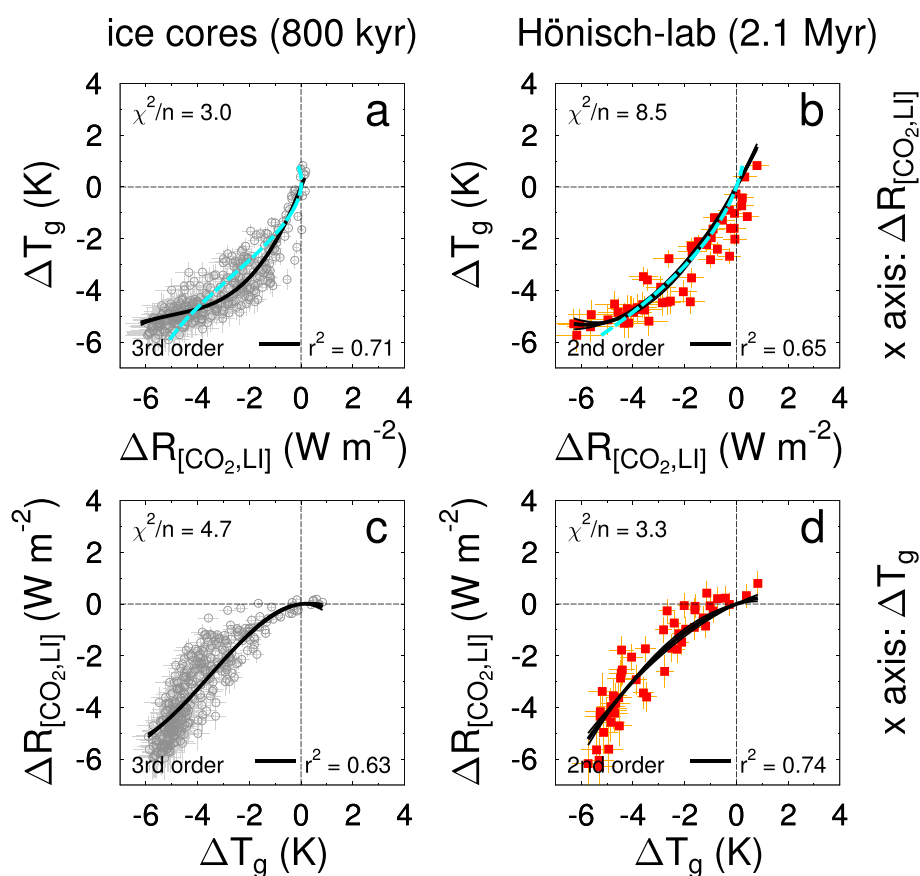 ice cores (800 kyr)
Hönisch-lab (2.1 Myr)
4
2
0
-2
-4
-6
ΔT_g (K)
χ²/n = 3.0
a
3rd order
r² = 0.71
-6 -4 -2 0 2 4
ΔR_[CO₂,LI] (W m⁻²)
4
2
0
-2
-4
-6
ΔT_g (K)
χ²/n = 8.5
b
2nd order
r² = 0.65
-6 -4 -2 0 2 4
ΔR_[CO₂,LI] (W m⁻²)
x axis: ΔR_[CO₂,LI]
4
2
0
-2
-4
-6
ΔR_[CO₂,LI] (W m⁻²)
χ²/n = 4.7
c
3rd order
r² = 0.63
-6 -4 -2 0 2 4
ΔT_g (K)
4
2
0
-2
-4
-6
ΔR_[CO₂,LI] (W m⁻²)
χ²/n = 3.3
d
2nd order
r² = 0.74
-6 -4 -2 0 2 4
ΔT_g (K)
x axis: ΔT_g